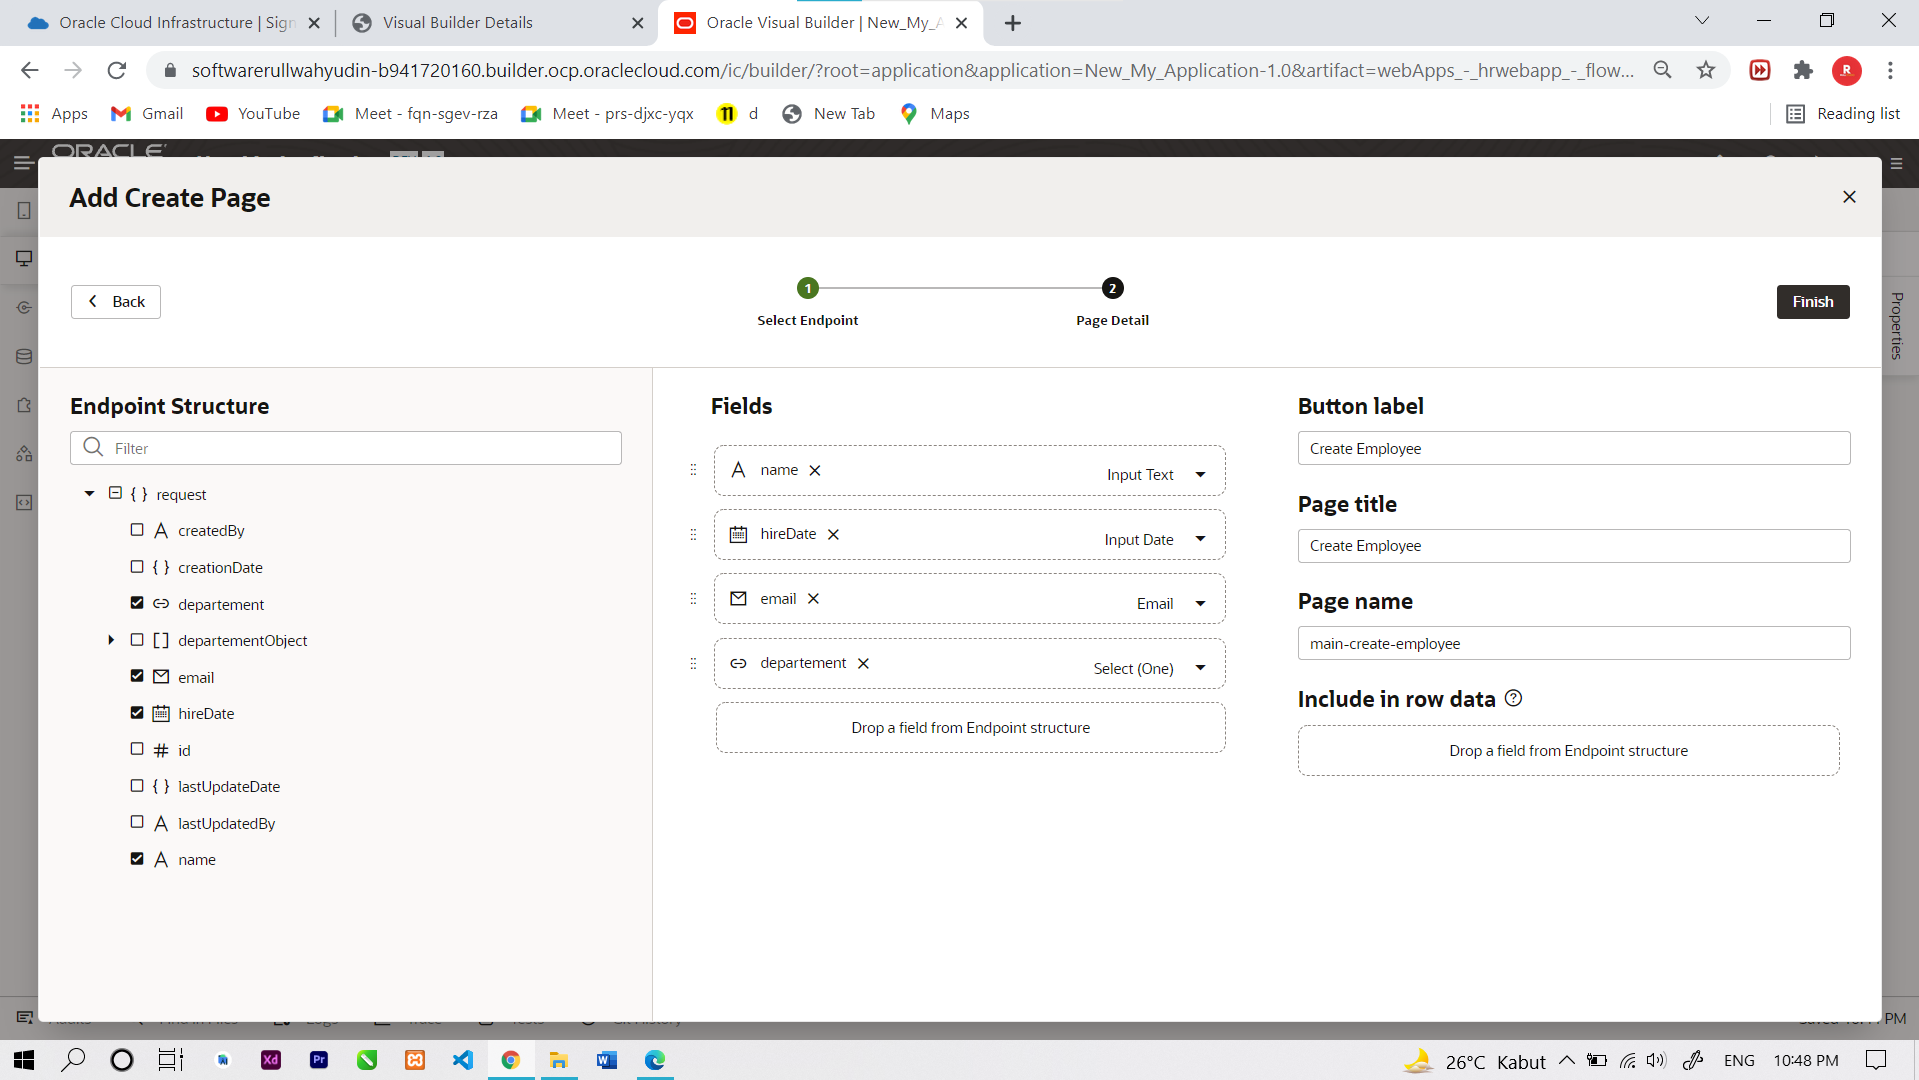 Oracle Cloud Infrastructure | Sign
Visual Builder Details
Oracle Visual Builder | New_My_A
softwarerullwahyudin-b941720160.builder.ocp.oraclecloud.com/ic/builder/?root=application&application=New_My_Application-1.0&artifact=webApps_-_hrwebapp_-_flow...
R
Apps
Gmail
YouTube
Meet - fqn-sgev-rza
Meet - prs-djxc-yqx
d
New Tab
Maps
Reading list
ORACLE
Add Create Page
Back
1
Select Endpoint
2
Page Detail
Finish
Properties
Endpoint Structure
Filter
{ } request
A createdBy
{ } creationDate
departement
[ ] departementObject
email
hireDate
# id
{ } lastUpdateDate
A lastUpdatedBy
A name
Fields
A name Input Text
hireDate Input Date
email Email
departement Select (One)
Drop a field from Endpoint structure
Button label
Create Employee
Page title
Create Employee
Page name
main-create-employee
Include in row data ?
Drop a field from Endpoint structure
PM
Xd
Pr
26°C Kabut
ENG
10:48 PM